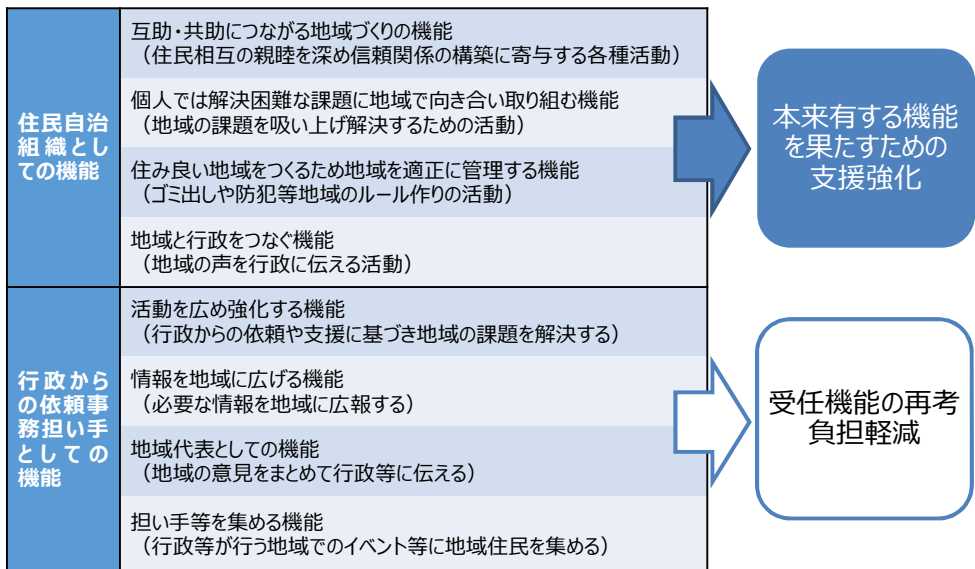 住民自治
組織とし
ての機能
互助・共助につながる地域づくりの機能
（住民相互の親睦を深め信頼関係の構築に寄与する各種活動）
個人では解決困難な課題に地域で向き合い取り組む機能
（地域の課題を吸い上げ解決するための活動）
住み良い地域をつくるため地域を適正に管理する機能
（ゴミ出しや防犯等地域のルール作りの活動）
地域と行政をつなぐ機能
（地域の声を行政に伝える活動）
本来有する機能
を果たすための
支援強化
行政から
の依頼事
務担い手
としての
機能
活動を広め強化する機能
（行政からの依頼や支援に基づき地域の課題を解決する）
情報を地域に広げる機能
（必要な情報を地域に広報する）
地域代表としての機能
（地域の意見をまとめて行政等に伝える）
担い手等を集める機能
（行政等が行う地域でのイベント等に地域住民を集める）
受任機能の再考
負担軽減